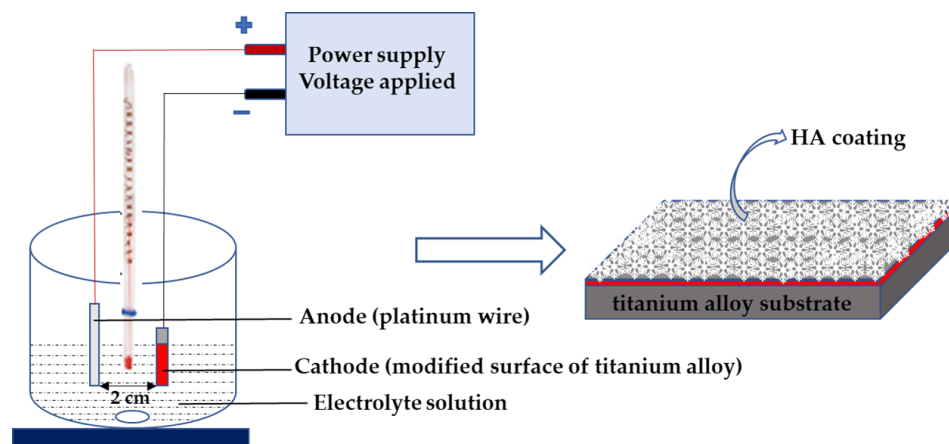 +
Power supply
Voltage applied
−
HA coating
titanium alloy substrate
Anode (platinum wire)
Cathode (modified surface of titanium alloy)
2 cm
Electrolyte solution